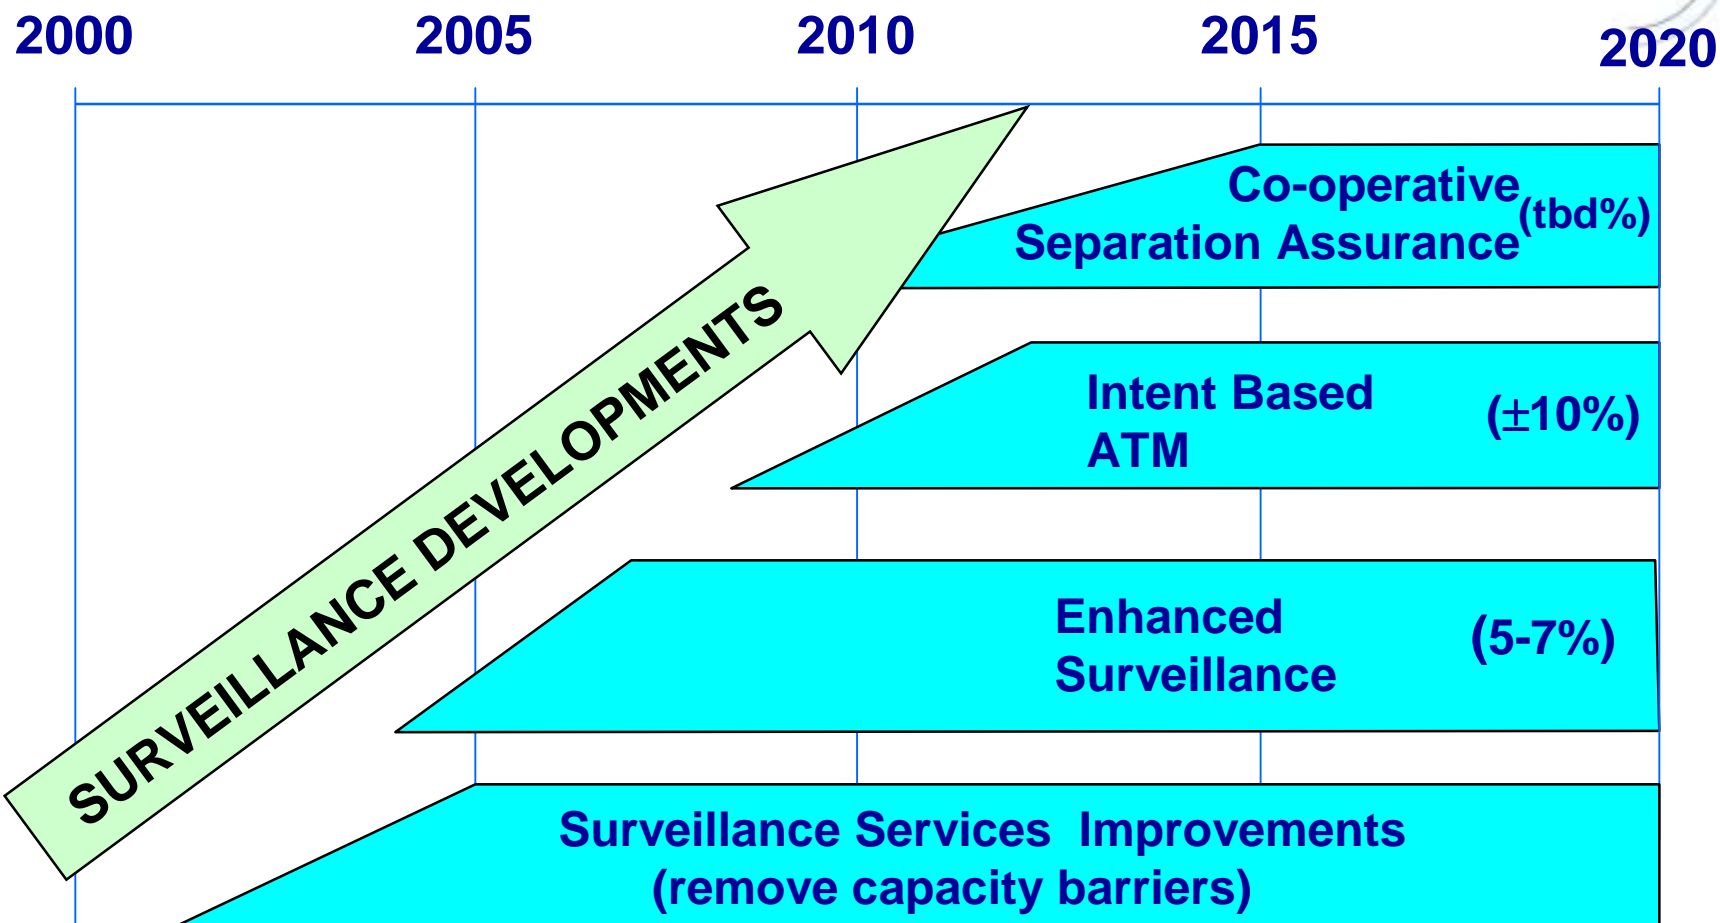 2000 2005 2010 2015 2020
Co-operative
Separation Assurance (tbd%)
Intent Based
ATM (±10%)
SURVEILLANCE DEVELOPMENTS
Enhanced
Surveillance (5-7%)
Surveillance Services Improvements
(remove capacity barriers)